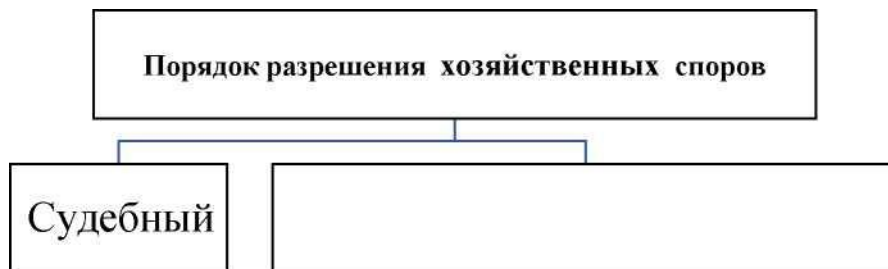 Порядок разрешения хозяйственных споров
Судебный